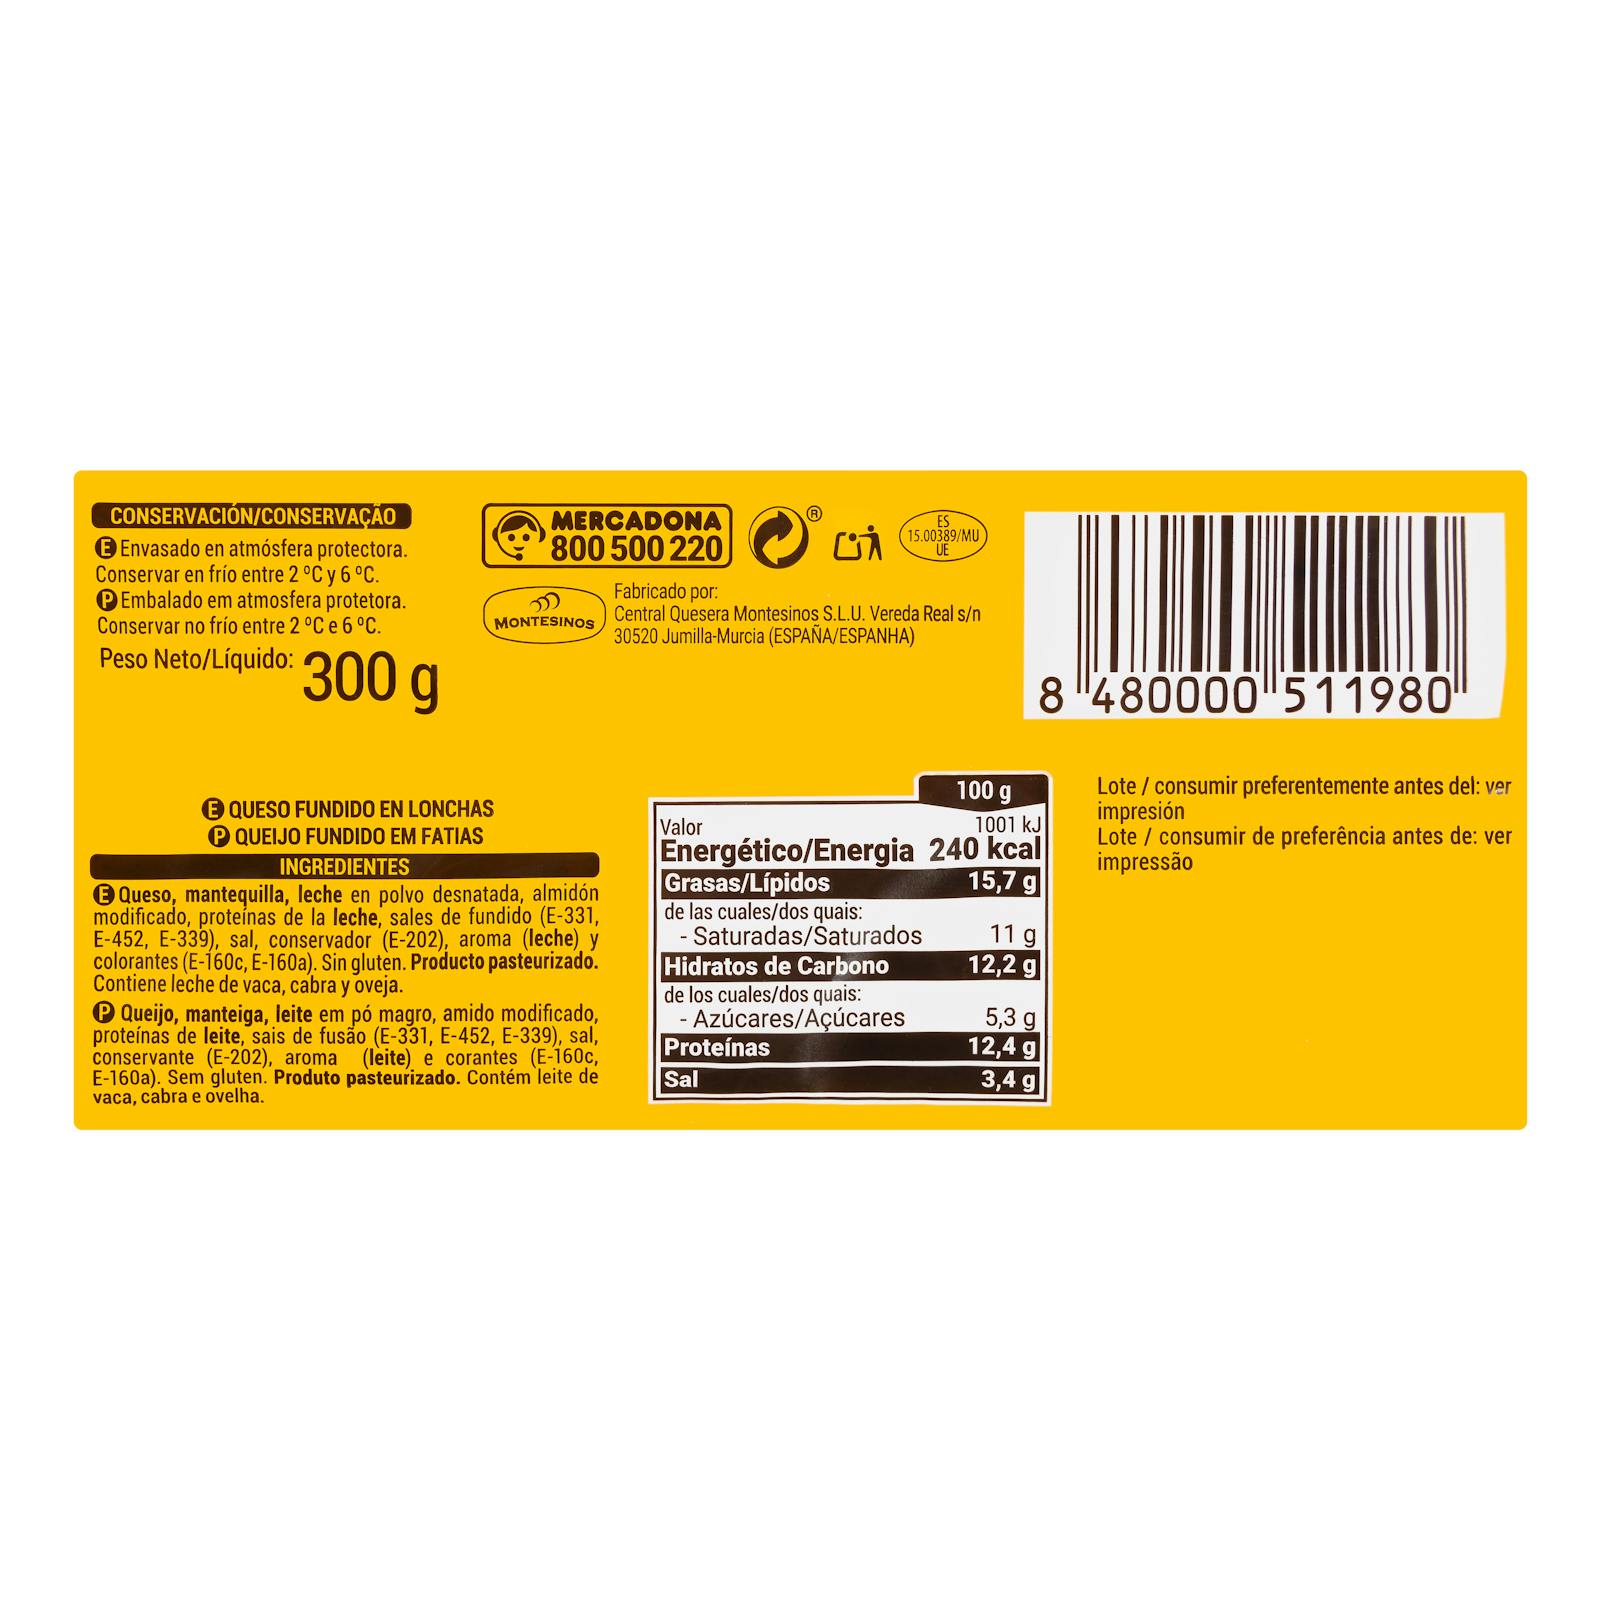 CONSERVACIÓN/CONSERVAÇÃO
E Envasado en atmósfera protectora.
Conservar en frío entre 2 ºC y 6 ºC.
P Embalado em atmosfera protetora.
Conservar no frío entre 2 ºC e 6 ºC.
Peso Neto/Líquido: 300 g
MERCADONA
800 500 220
®
ES
15.00389/MU
UE
MONTESINOS
Fabricado por:
Central Quesera Montesinos S.L.U. Vereda Real s/n
30520 Jumilla-Murcia (ESPAÑA/ESPANHA)
8 480000 511980
E QUESO FUNDIDO EN LONCHAS
P QUEIJO FUNDIDO EM FATIAS
INGREDIENTES
E Queso, mantequilla, leche en polvo desnatada, almidón
modificado, proteínas de la leche, sales de fundido (E-331,
E-452, E-339), sal, conservador (E-202), aroma (leche) y
colorantes (E-160c, E-160a). Sin gluten. Producto pasteurizado.
Contiene leche de vaca, cabra y oveja.
P Queijo, manteiga, leite em pó magro, amido modificado,
proteínas de leite, sais de fusão (E-331, E-452, E-339), sal,
conservante (E-202), aroma (leite) e corantes (E-160c,
E-160a). Sem gluten. Produto pasteurizado. Contém leite de
vaca, cabra e ovelha.
100 g
Valor 1001 kJ
Energético/Energia 240 kcal
Grasas/Lípidos 15,7 g
de las cuales/dos quais:
- Saturadas/Saturados 11 g
Hidratos de Carbono 12,2 g
de los cuales/dos quais:
- Azúcares/Açúcares 5,3 g
Proteínas 12,4 g
Sal 3,4 g
Lote / consumir preferentemente antes del: ver
impresión
Lote / consumir de preferência antes de: ver
impressão